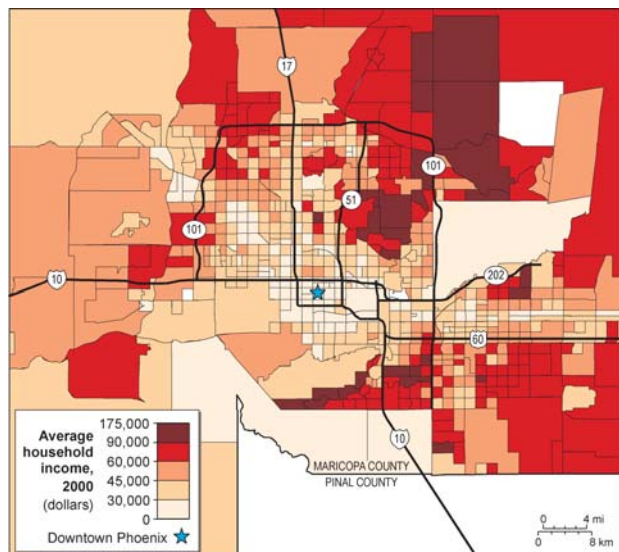 17
101
51
101
10
202
60
10
MARICOPA COUNTY
PINAL COUNTY
Average
household
income,
2000
(dollars)
175,000
90,000
60,000
45,000
30,000
0
Downtown Phoenix
0 4 mi
0 8 km